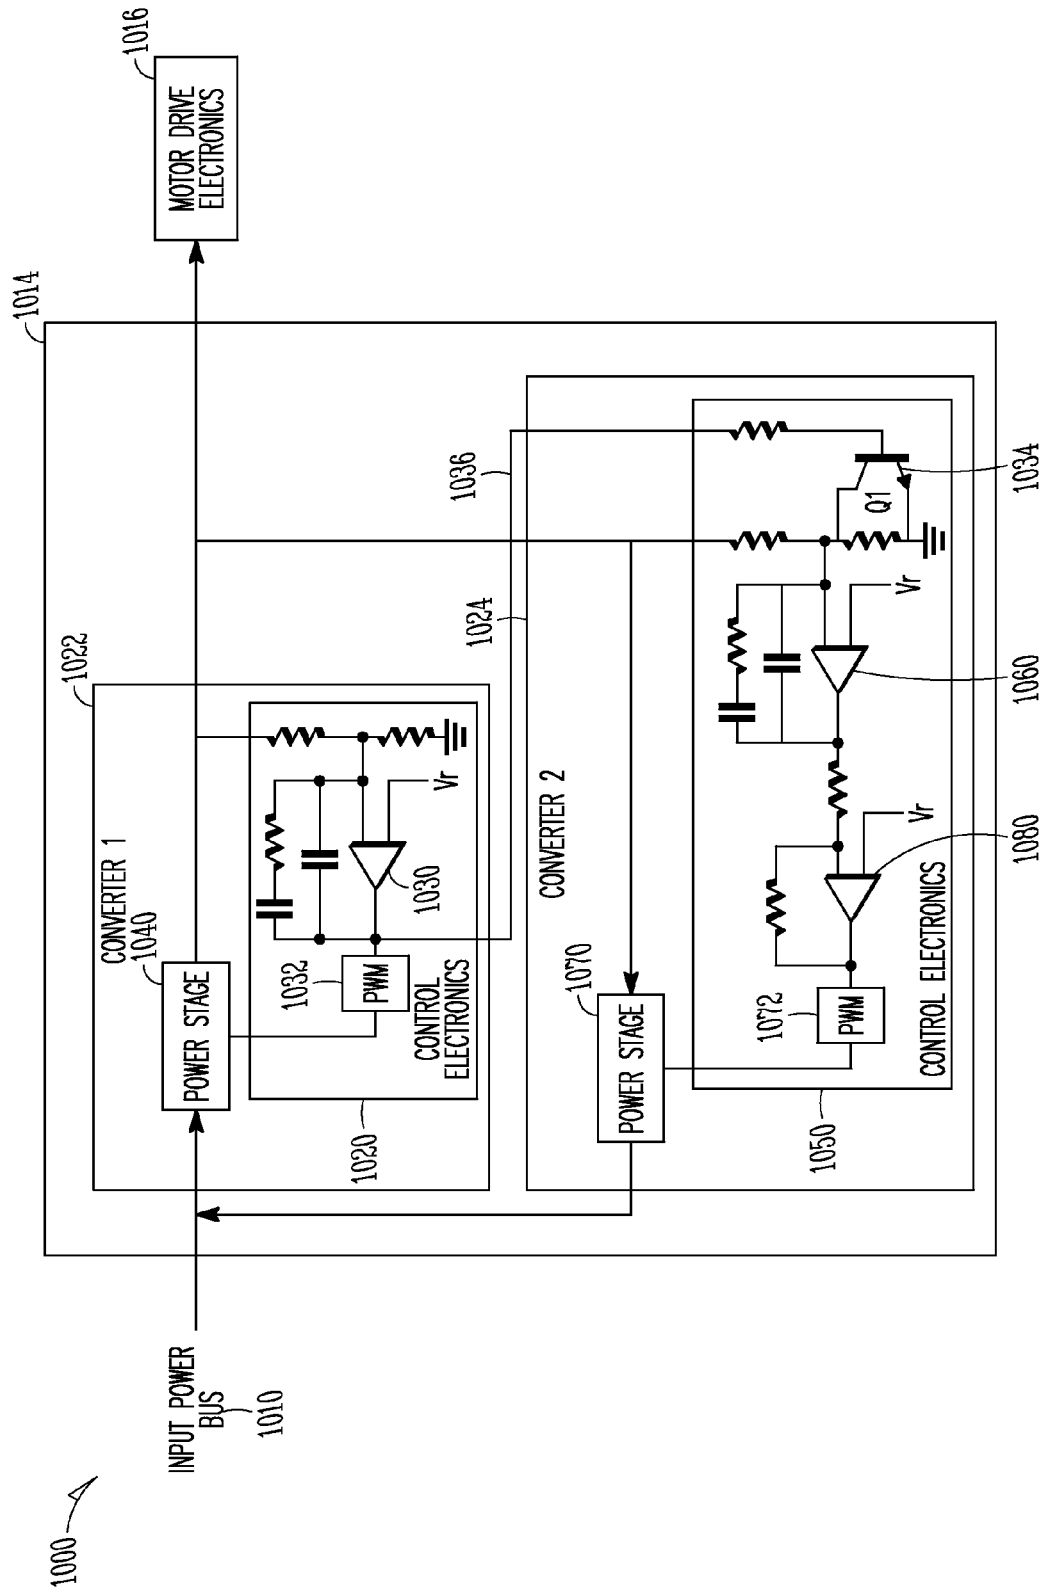 1000
INPUT POWER
BUS
1010
1014
1022
CONVERTER 1
1040
POWER STAGE
1020
1032
PWM
CONTROL
ELECTRONICS
1030
Vr
1016
MOTOR DRIVE
ELECTRONICS
1036
1024
CONVERTER 2
1070
POWER STAGE
1050
1072
PWM
CONTROL ELECTRONICS
1080
Vr
1060
Vr
Q1
1034